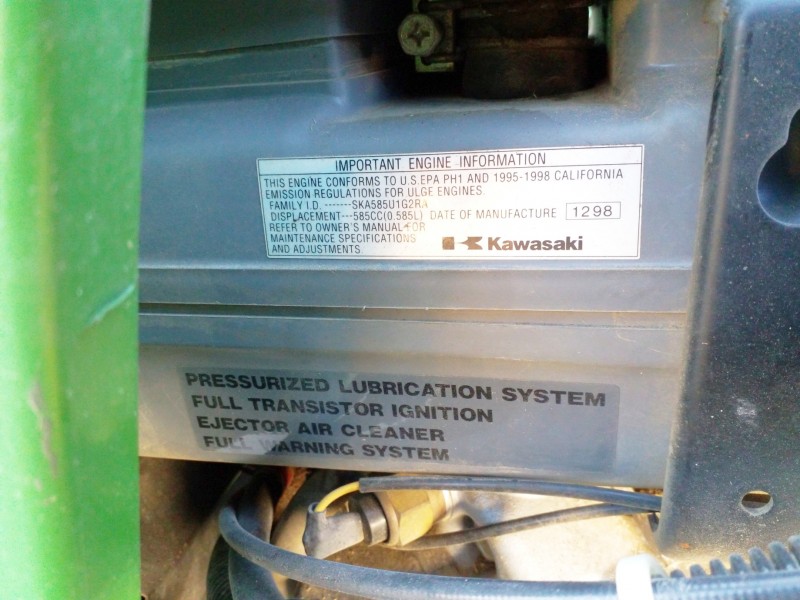 IMPORTANT ENGINE INFORMATION
THIS ENGINE CONFORMS TO U.S.EPA PH1 AND 1995-1998 CALIFORNIA
EMISSION REGULATIONS FOR ULGE ENGINES.
FAMILY I.D. -------SKA585U1G2RA
DISPLACEMENT---585CC(0.585L) DATE OF MANUFACTURE 1298
REFER TO OWNER'S MANUAL FOR
MAINTENANCE SPECIFICATIONS
AND ADJUSTMENTS
Kawasaki
PRESSURIZED LUBRICATION SYSTEM
FULL TRANSISTOR IGNITION
EJECTOR AIR CLEANER
FULL WARNING SYSTEM